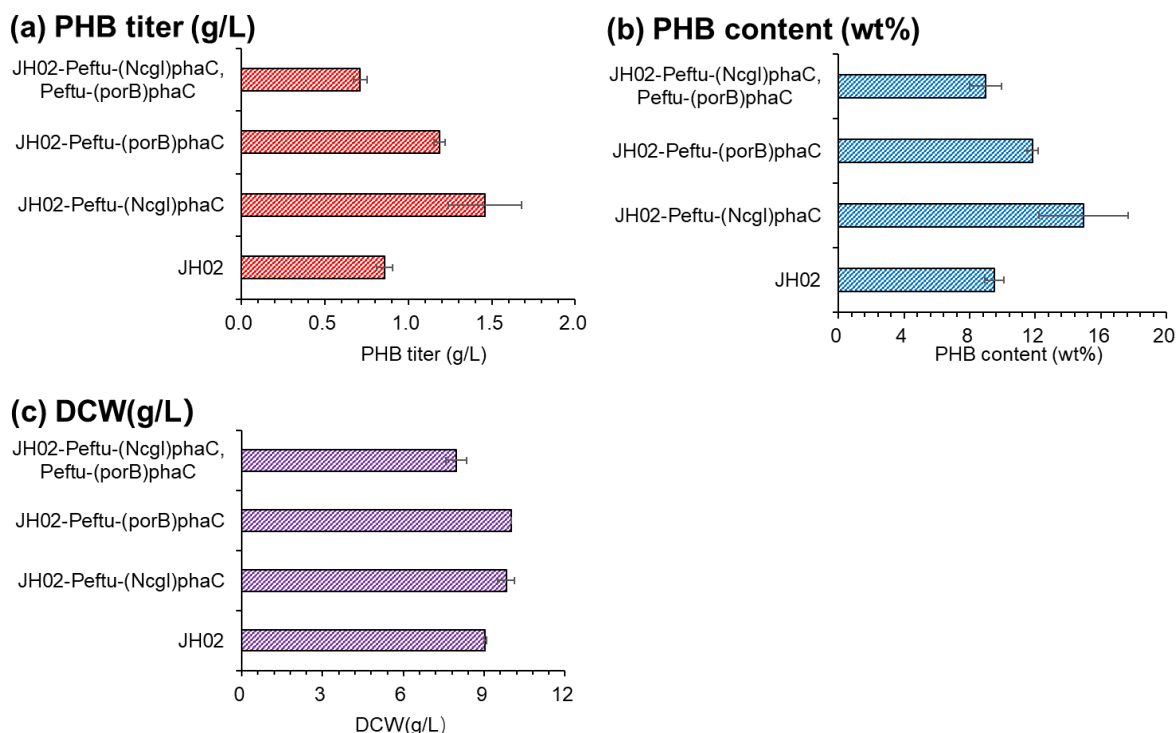 (a) PHB titer (g/L)
JH02-Peftu-(Ncgl)phaC,
Peftu-(porB)phaC
JH02-Peftu-(porB)phaC
JH02-Peftu-(Ncgl)phaC
JH02
0.0 0.5 1.0 1.5 2.0
PHB titer (g/L)
(b) PHB content (wt%)
JH02-Peftu-(Ncgl)phaC,
Peftu-(porB)phaC
JH02-Peftu-(porB)phaC
JH02-Peftu-(Ncgl)phaC
JH02
0 4 8 12 16 20
PHB content (wt%)
(c) DCW(g/L)
JH02-Peftu-(Ncgl)phaC,
Peftu-(porB)phaC
JH02-Peftu-(porB)phaC
JH02-Peftu-(Ncgl)phaC
JH02
0 3 6 9 12
DCW(g/L)